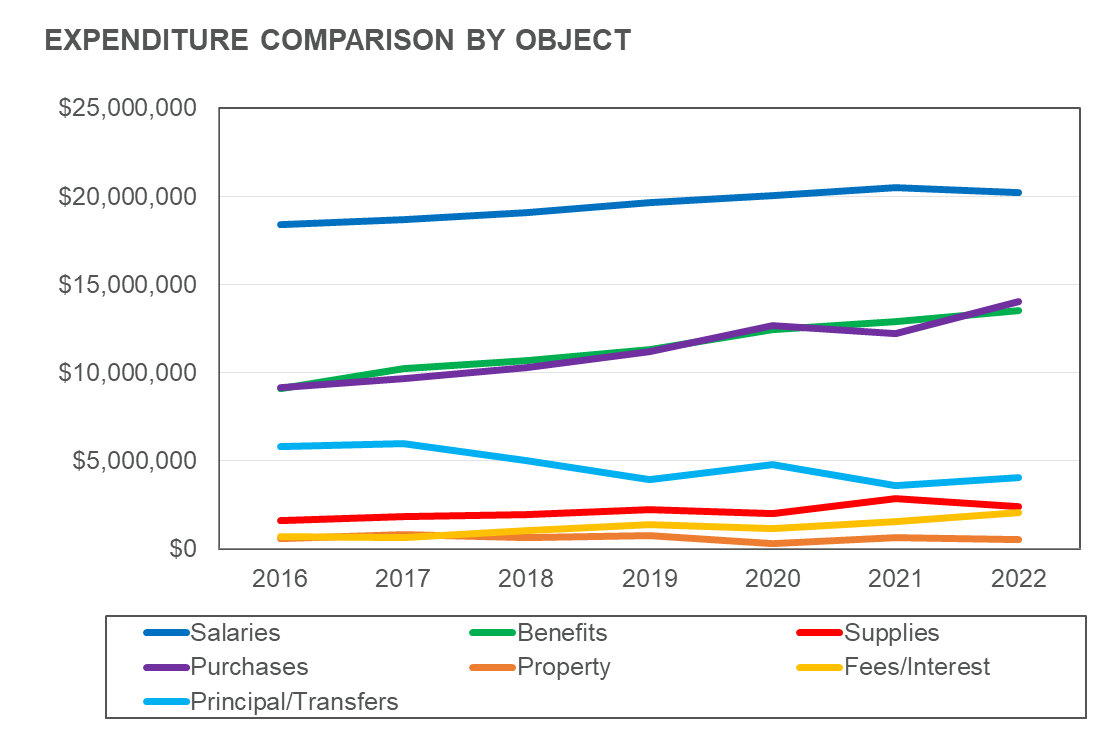 EXPENDITURE COMPARISON BY OBJECT
$25,000,000
$20,000,000
$15,000,000
$10,000,000
$5,000,000
$0
2016 2017 2018 2019 2020 2021 2022
Salaries Benefits Supplies
Purchases Property Fees/Interest
Principal/Transfers